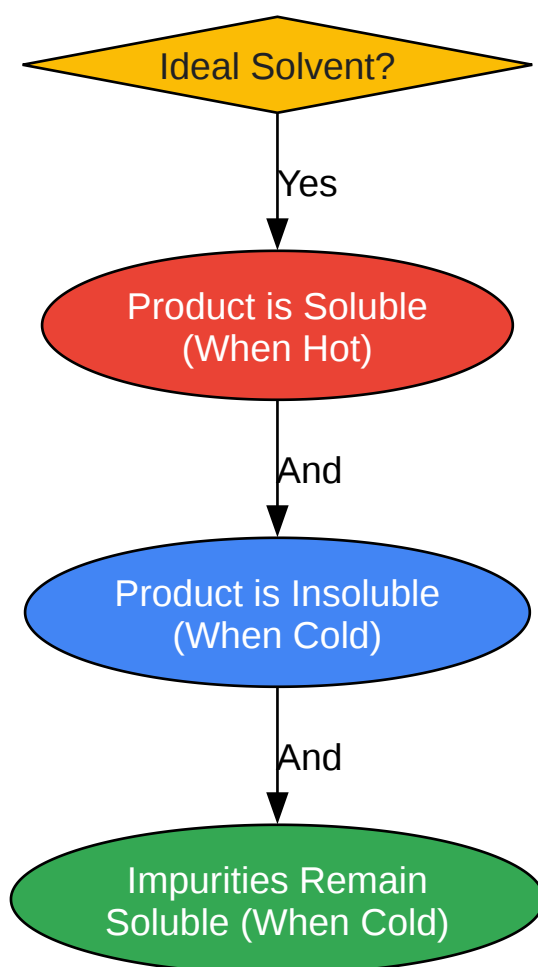 Ideal Solvent?
Yes
Product is Soluble
(When Hot)
And
Product is Insoluble
(When Cold)
And
Impurities Remain
Soluble (When Cold)